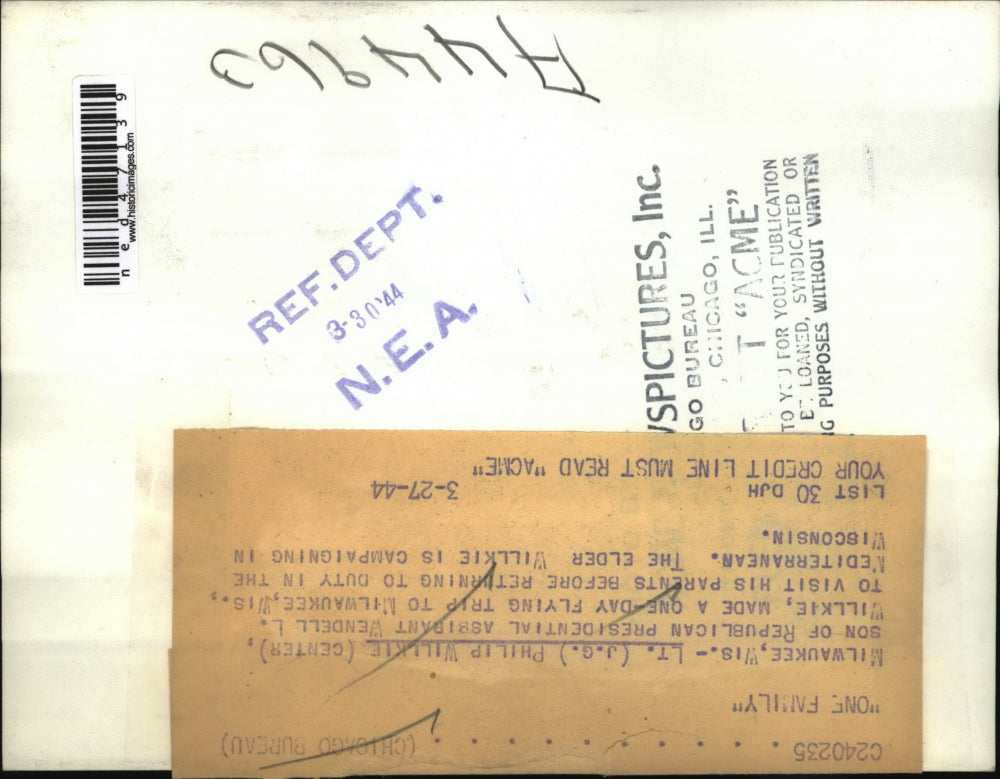 F44963
ned47139
www.historicimages.com
REF. DEPT.
3-30'44
N.E.A.
SPICTURES, Inc.
GO BUREAU
CHICAGO, ILL.
T "ACME"
TO YOU FOR YOUR PUBLICATION
LOANED, SYNDICATED OR
G PURPOSES WITHOUT WRITTEN
C240235 . . . . . . . . . . . (CHICAGO BUREAU)
"ONE FAMILY"
MILWAUKEE,WIS.--LT. (J.G.) PHILIP WILLKIE (CENTER),
SON OF REPUBLICAN PRESIDENTIAL ASPIRANT WENDELL L.
WILLKIE, MADE A ONE-DAY FLYING TRIP TO MILWAUKEE,WIS.,
TO VISIT HIS PARENTS BEFORE RETURNING TO DUTY IN THE
MEDITERRANEAN. THE ELDER WILLKIE IS CAMPAIGNING IN
WISCONSIN.
LIST 30 DJH 3-27-44
YOUR CREDIT LINE MUST READ "ACME"